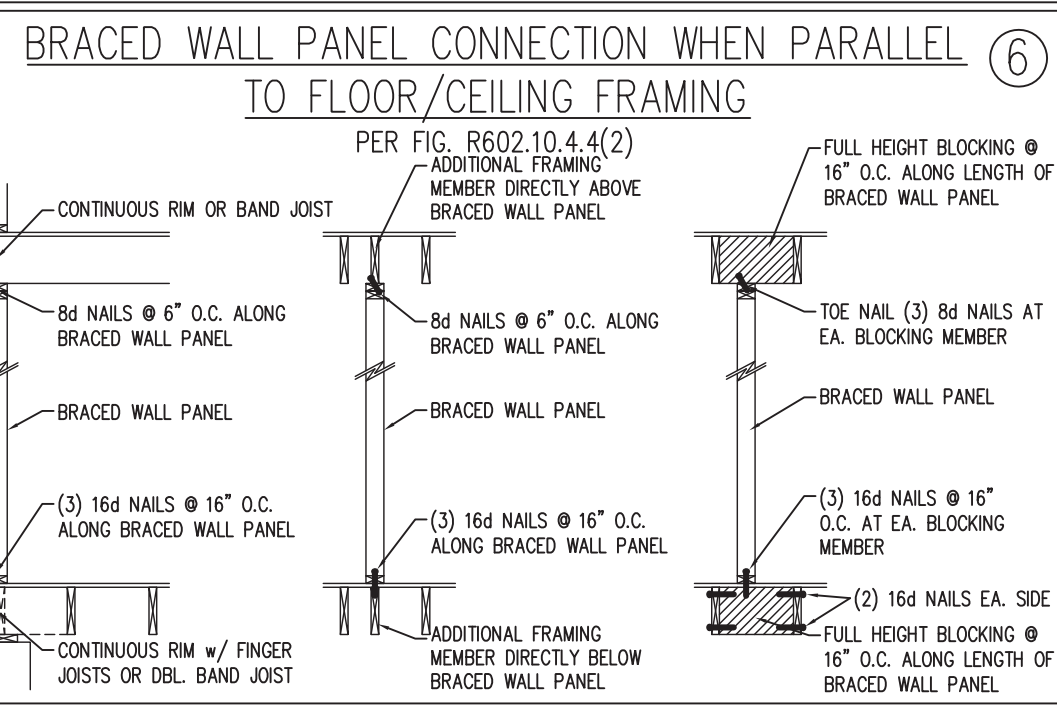 BRACED WALL PANEL CONNECTION WHEN PARALLEL
TO FLOOR/CEILING FRAMING
6
PER FIG. R602.10.4.4(2)
CONTINUOUS RIM OR BAND JOIST
8d NAILS @ 6" O.C. ALONG
BRACED WALL PANEL
BRACED WALL PANEL
(3) 16d NAILS @ 16" O.C.
ALONG BRACED WALL PANEL
CONTINUOUS RIM w/ FINGER
JOISTS OR DBL. BAND JOIST
ADDITIONAL FRAMING
MEMBER DIRECTLY ABOVE
BRACED WALL PANEL
8d NAILS @ 6" O.C. ALONG
BRACED WALL PANEL
BRACED WALL PANEL
(3) 16d NAILS @ 16" O.C.
ALONG BRACED WALL PANEL
ADDITIONAL FRAMING
MEMBER DIRECTLY BELOW
BRACED WALL PANEL
FULL HEIGHT BLOCKING @
16" O.C. ALONG LENGTH OF
BRACED WALL PANEL
TOE NAIL (3) 8d NAILS AT
EA. BLOCKING MEMBER
BRACED WALL PANEL
(3) 16d NAILS @ 16"
O.C. AT EA. BLOCKING
MEMBER
(2) 16d NAILS EA. SIDE
FULL HEIGHT BLOCKING @
16" O.C. ALONG LENGTH OF
BRACED WALL PANEL